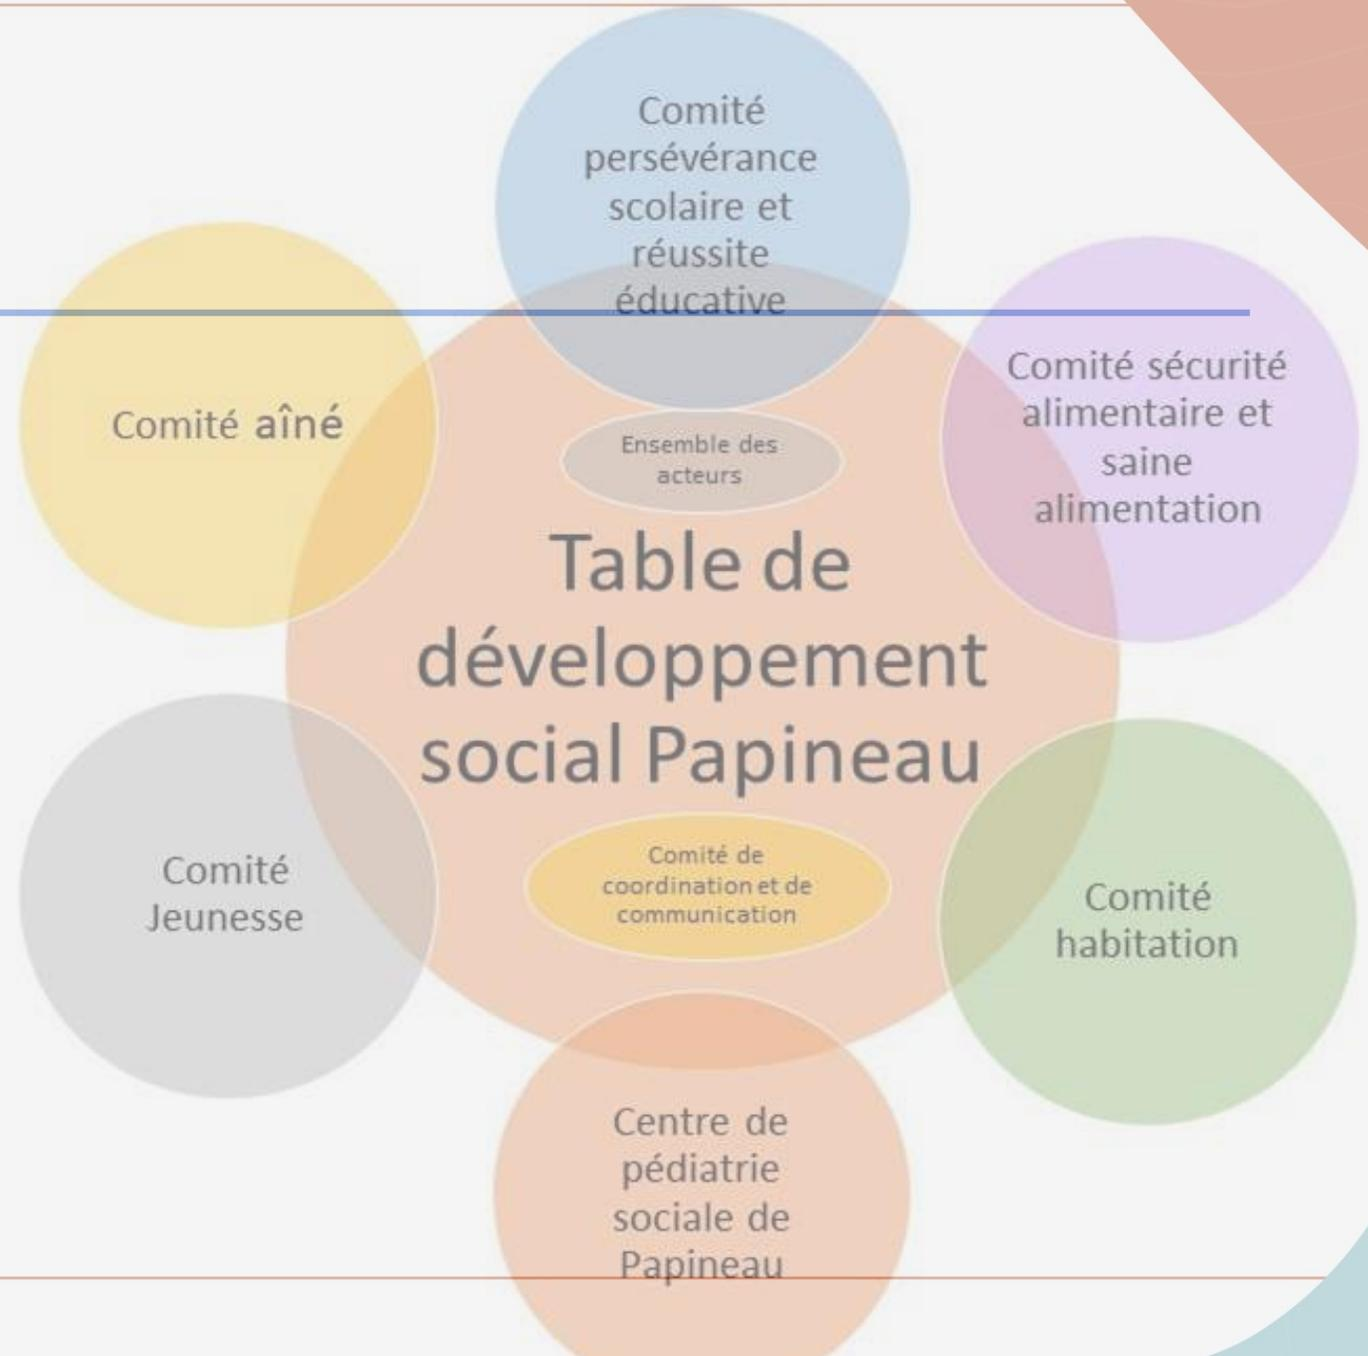 Comité
persévérance
scolaire et
réussite
éducative
Comité sécurité
alimentaire et
saine
alimentation
Comité aîné
Ensemble des
acteurs
Table de
développement
social Papineau
Comité de
coordination et de
communication
Comité
Jeunesse
Comité
habitation
Centre de
pédiatrie
sociale de
Papineau